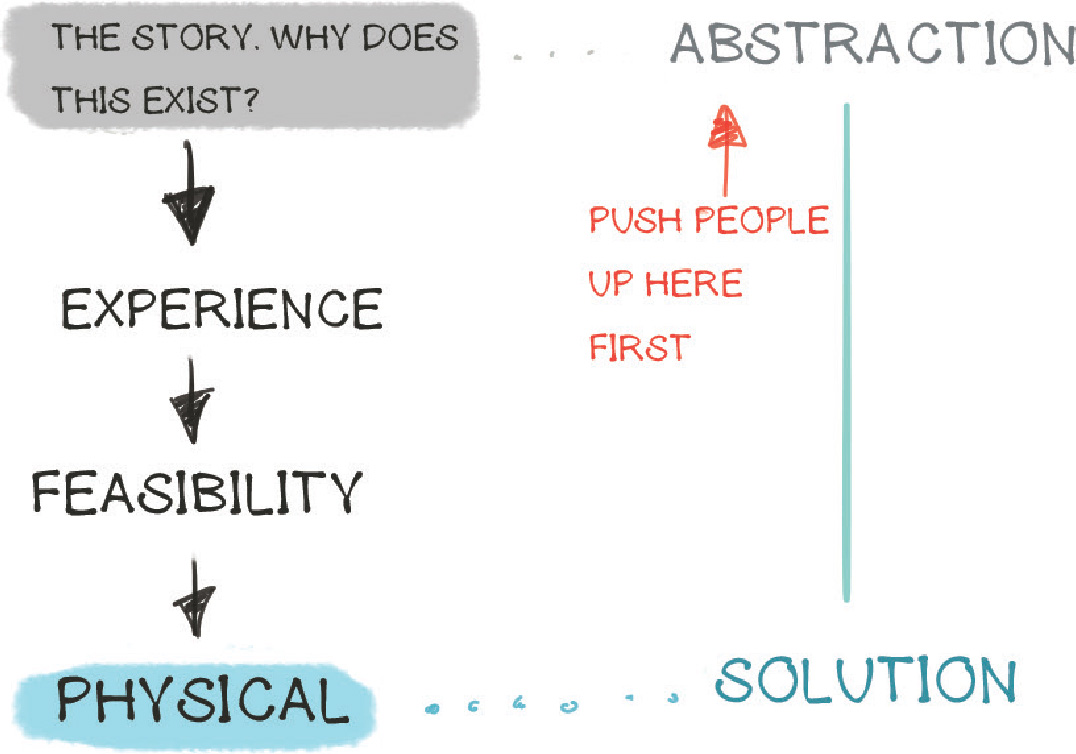 THE STORY. WHY DOES
THIS EXIST?
ABSTRACTION
PUSH PEOPLE
UP HERE
FIRST
EXPERIENCE
FEASIBILITY
PHYSICAL
SOLUTION